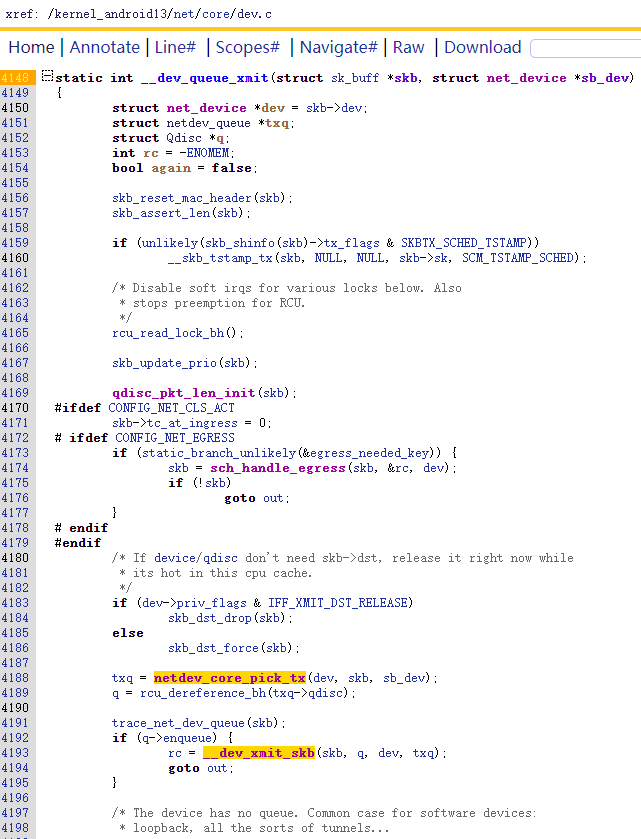 xref: /kernel_android13/net/core/dev.c
Home | Annotate | Line# | Scopes# | Navigate# | Raw | Download
4148 static int __dev_queue_xmit(struct sk_buff *skb, struct net_device *sb_dev)
4149 {
4150 struct net_device *dev = skb->dev;
4151 struct netdev_queue *txq;
4152 struct Qdisc *q;
4153 int rc = -ENOMEM;
4154 bool again = false;
4155
4156 skb_reset_mac_header(skb);
4157 skb_assert_len(skb);
4158
4159 if (unlikely(skb_shinfo(skb)->tx_flags & SKBTX_SCHED_TSTAMP))
4160 __skb_tstamp_tx(skb, NULL, NULL, skb->sk, SCM_TSTAMP_SCHED);
4161
4162 /* Disable soft irqs for various locks below. Also
4163 * stops preemption for RCU.
4164 */
4165 rcu_read_lock_bh();
4166
4167 skb_update_prio(skb);
4168
4169 qdisc_pkt_len_init(skb);
4170 #ifdef CONFIG_NET_CLS_ACT
4171 skb->tc_at_ingress = 0;
4172 # ifdef CONFIG_NET_EGRESS
4173 if (static_branch_unlikely(&egress_needed_key)) {
4174 skb = sch_handle_egress(skb, &rc, dev);
4175 if (!skb)
4176 goto out;
4177 }
4178 # endif
4179 #endif
4180 /* If device/qdisc don't need skb->dst, release it right now while
4181 * its hot in this cpu cache.
4182 */
4183 if (dev->priv_flags & IFF_XMIT_DST_RELEASE)
4184 skb_dst_drop(skb);
4185 else
4186 skb_dst_force(skb);
4187
4188 txq = netdev_core_pick_tx(dev, skb, sb_dev);
4189 q = rcu_dereference_bh(txq->qdisc);
4190
4191 trace_net_dev_queue(skb);
4192 if (q->enqueue) {
4193 rc = __dev_xmit_skb(skb, q, dev, txq);
4194 goto out;
4195 }
4196
4197 /* The device has no queue. Common case for software devices:
4198 * loopback, all the sorts of tunnels...